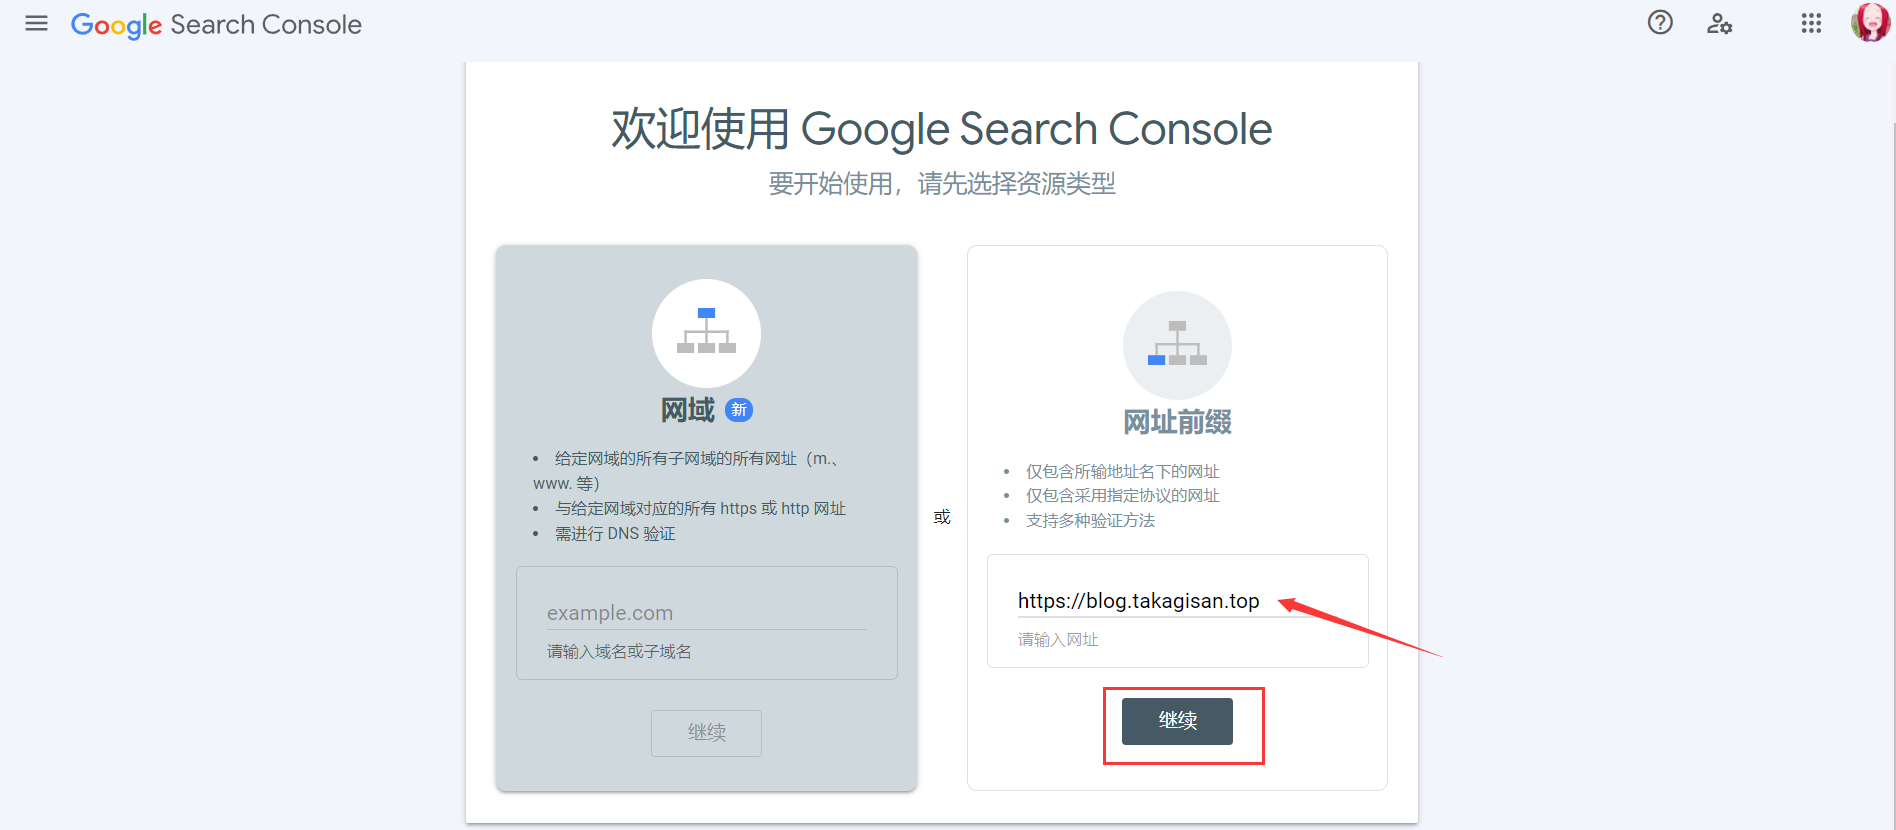 Google Search Console
欢迎使用 Google Search Console
要开始使用，请先选择资源类型
网域 新
• 给定网域的所有子网域的所有网址（m.、
www. 等）
• 与给定网域对应的所有 https 或 http 网址
• 需进行 DNS 验证
example.com
请输入域名或子域名
继续
或
网址前缀
• 仅包含所输地址名下的网址
• 仅包含采用指定协议的网址
• 支持多种验证方法
https://blog.takagisan.top
请输入网址
继续